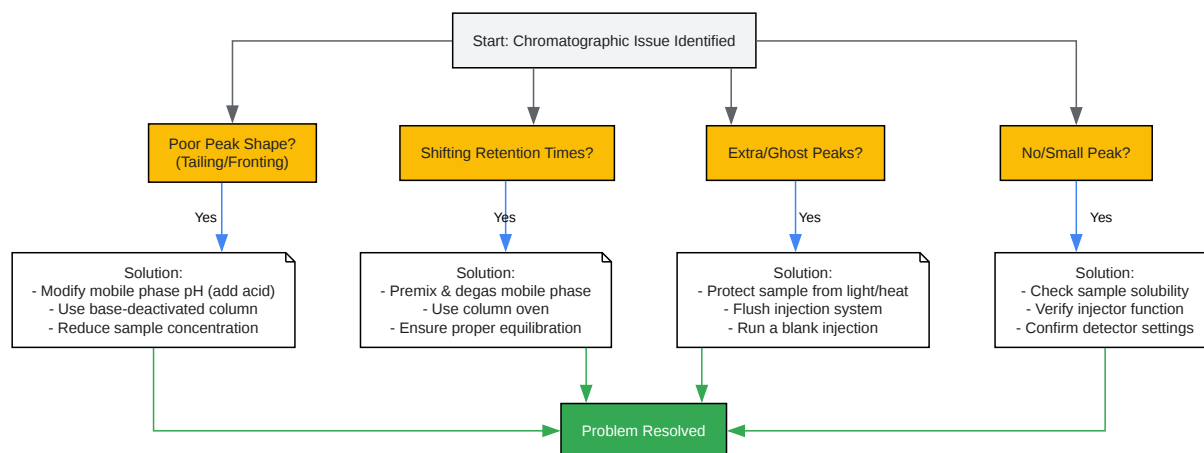 Start: Chromatographic Issue Identified
Poor Peak Shape?
(Tailing/Fronting)
Shifting Retention Times?
Extra/Ghost Peaks?
No/Small Peak?
Yes
Yes
Yes
Yes
Solution:
- Modify mobile phase pH (add acid)
- Use base-deactivated column
- Reduce sample concentration
Solution:
- Premix & degas mobile phase
- Use column oven
- Ensure proper equilibration
Solution:
- Protect sample from light/heat
- Flush injection system
- Run a blank injection
Solution:
- Check sample solubility
- Verify injector function
- Confirm detector settings
Problem Resolved